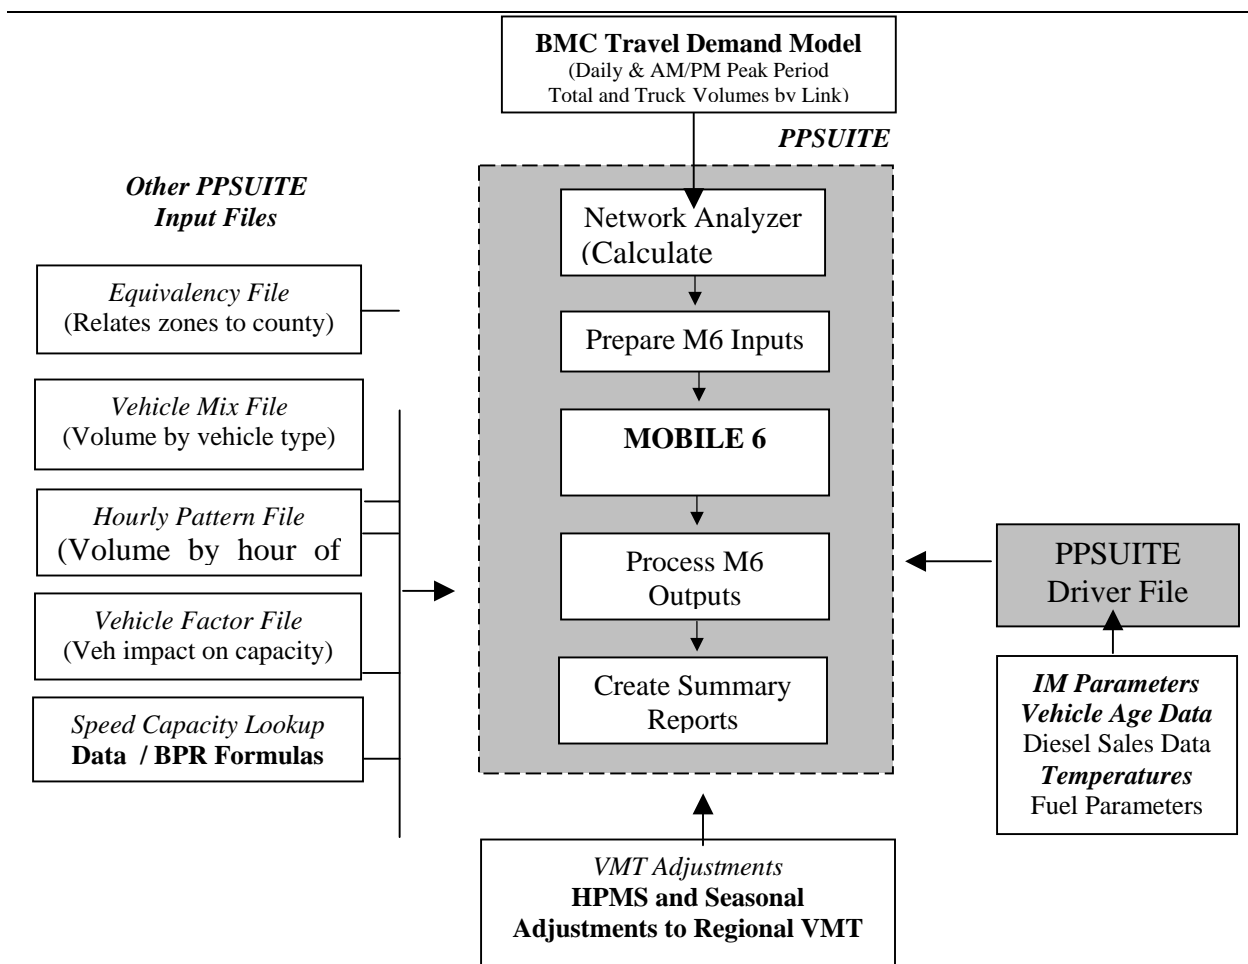 BMC Travel Demand Model
(Daily & AM/PM Peak Period
Total and Truck Volumes by Link)
PPSUITE
Other PPSUITE
Input Files
Network Analyzer
(Calculate
Equivalency File
(Relates zones to county)
Prepare M6 Inputs
Vehicle Mix File
(Volume by vehicle type)
MOBILE 6
Hourly Pattern File
(Volume by hour of
Process M6
Outputs
PPSUITE
Driver File
Vehicle Factor File
(Veh impact on capacity)
Create Summary
Reports
IM Parameters
Vehicle Age Data
Diesel Sales Data
Temperatures
Fuel Parameters
Speed Capacity Lookup
Data / BPR Formulas
VMT Adjustments
HPMS and Seasonal
Adjustments to Regional VMT